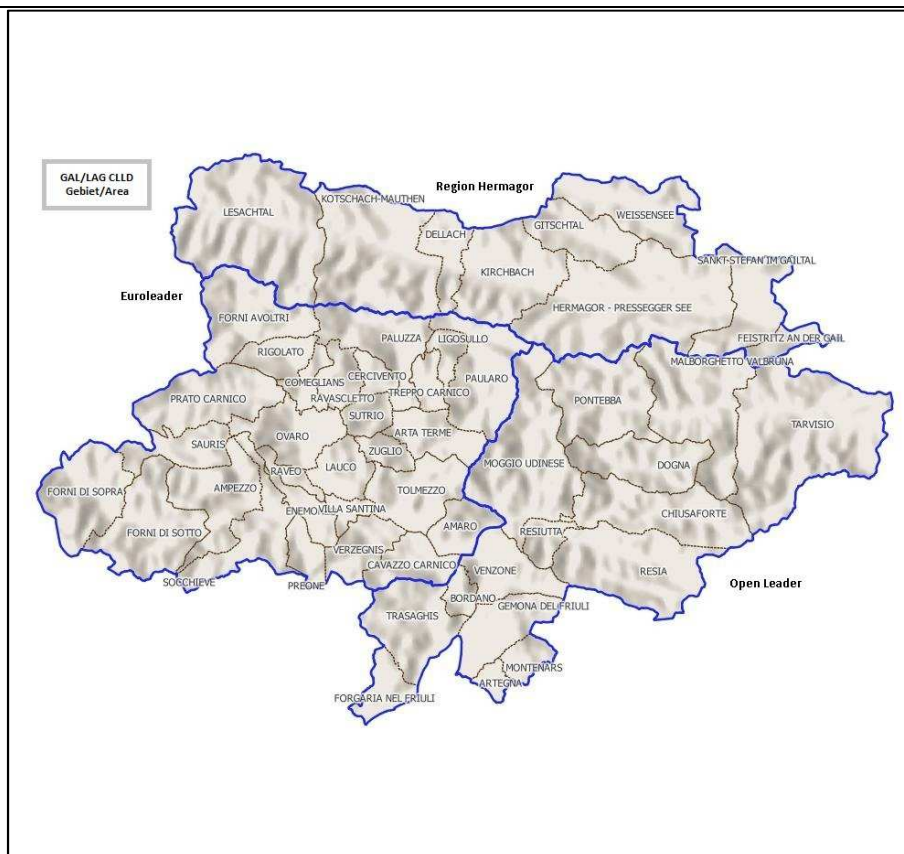 GAL/LAG CLLD
Gebiet/Area
Region Hermagor
KOTSCHACH-MAUTHEN
LESACHTAL
WEISSENSEE
GITSCHTAL
DELLACH
SANKT-STEFAN IM GAILTAL
KIRCHBACH
Euroleader
HERMAGOR - PRESSEGGER SEE
FORNI AVOLTRI
PALUZZA
LIGOSULLO
FEISTRITZ AN DER GAIL
RIGOLATO
MALBORGHETTO VALBRUNA
CERCIVENTO
PAULARO
COMEGLIANS
TREPPO CARNICO
PRATO CARNICO
RAVASCLETTO
PONTEBBA
SUTRIO
TARVISIO
ARTA TERME
OVARO
SAURIS
ZUGLIO
MOGGIO UDINESE
DOGNA
LAUCO
RAVEO
AMPEZZO
TOLMEZZO
FORNI DI SOPRA
VILLA SANTINA
ENEMO
CHIUSAFORTE
AMARO
FORNI DI SOTTO
RESIUTTA
VERZEGNIS
CAVAZZO CARNICO
VENZONE
RESIA
SOCCHIEVE
PREONE
Open Leader
BORDANO
GEMONA DEL FRIULI
TRASAGHIS
MONTENARS
ARTEGNA
FORGARIA NEL FRIULI